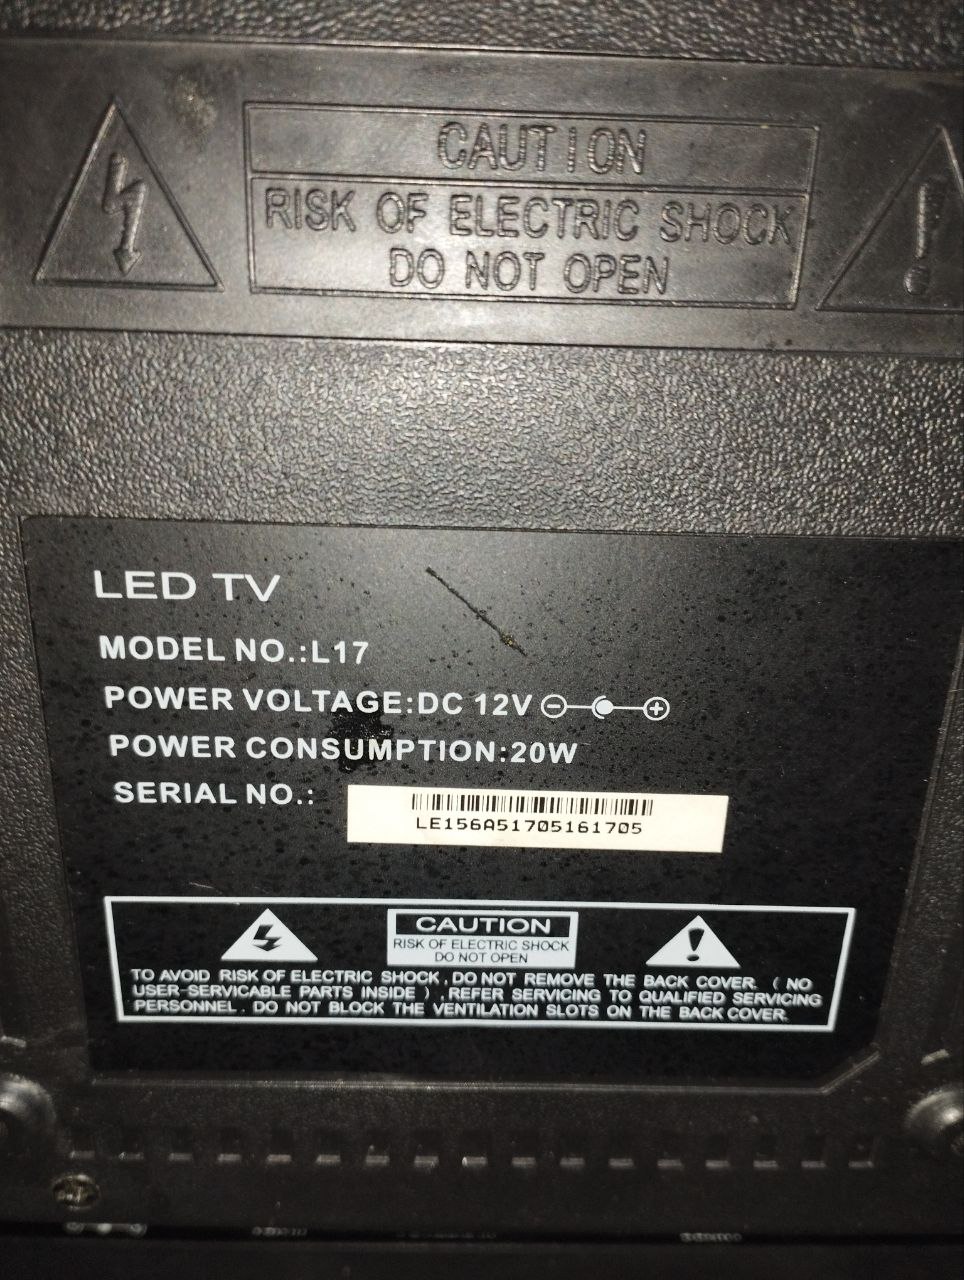 CAUTION
RISK OF ELECTRIC SHOCK
DO NOT OPEN
LED TV
MODEL NO.:L17
POWER VOLTAGE:DC 12V
POWER CONSUMPTION:20W
SERIAL NO.:
LE156A51705161705
CAUTION
RISK OF ELECTRIC SHOCK
DO NOT OPEN
TO AVOID RISK OF ELECTRIC SHOCK, DO NOT REMOVE THE BACK COVER. ( NO
USER-SERVICABLE PARTS INSIDE ) ,REFER SERVICING TO QUALIFIED SERVICING
PERSONNEL. DO NOT BLOCK THE VENTILATION SLOTS ON THE BACK COVER.